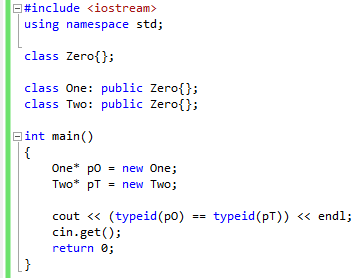 #include <iostream>
using namespace std;
class Zero{};
class One: public Zero{};
class Two: public Zero{};
int main()
{
One* pO = new One;
Two* pT = new Two;
cout << (typeid(pO) == typeid(pT)) << endl;
cin.get();
return 0;
}